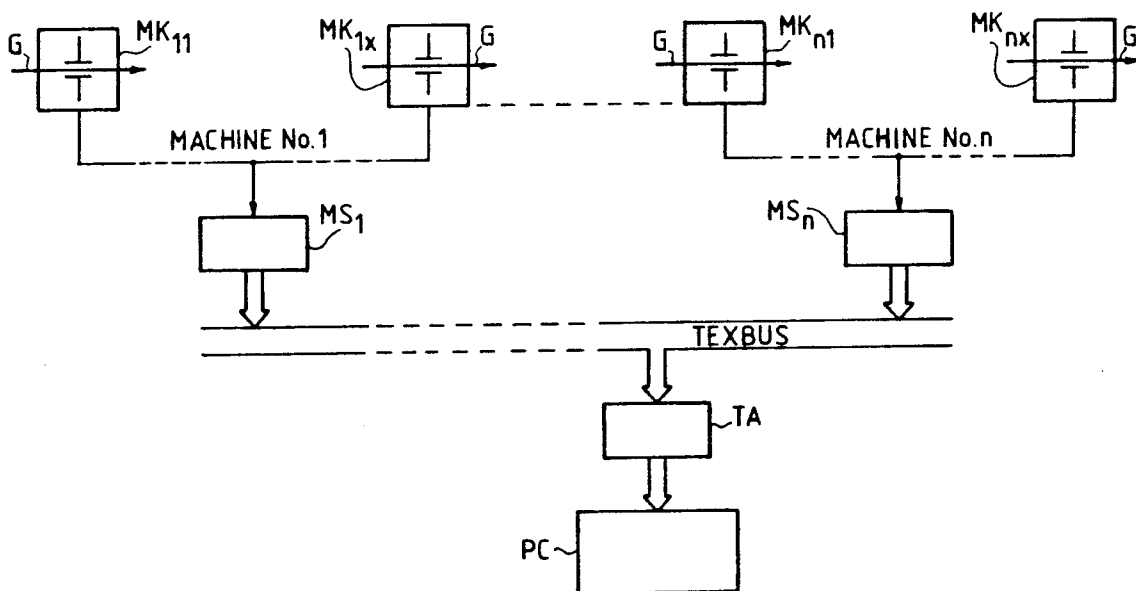 G MK11 MK1x G G MKn1 MKnx G
MACHINE No.1 MACHINE No.n
MS1 MSn
TEXBUS
TA
PC